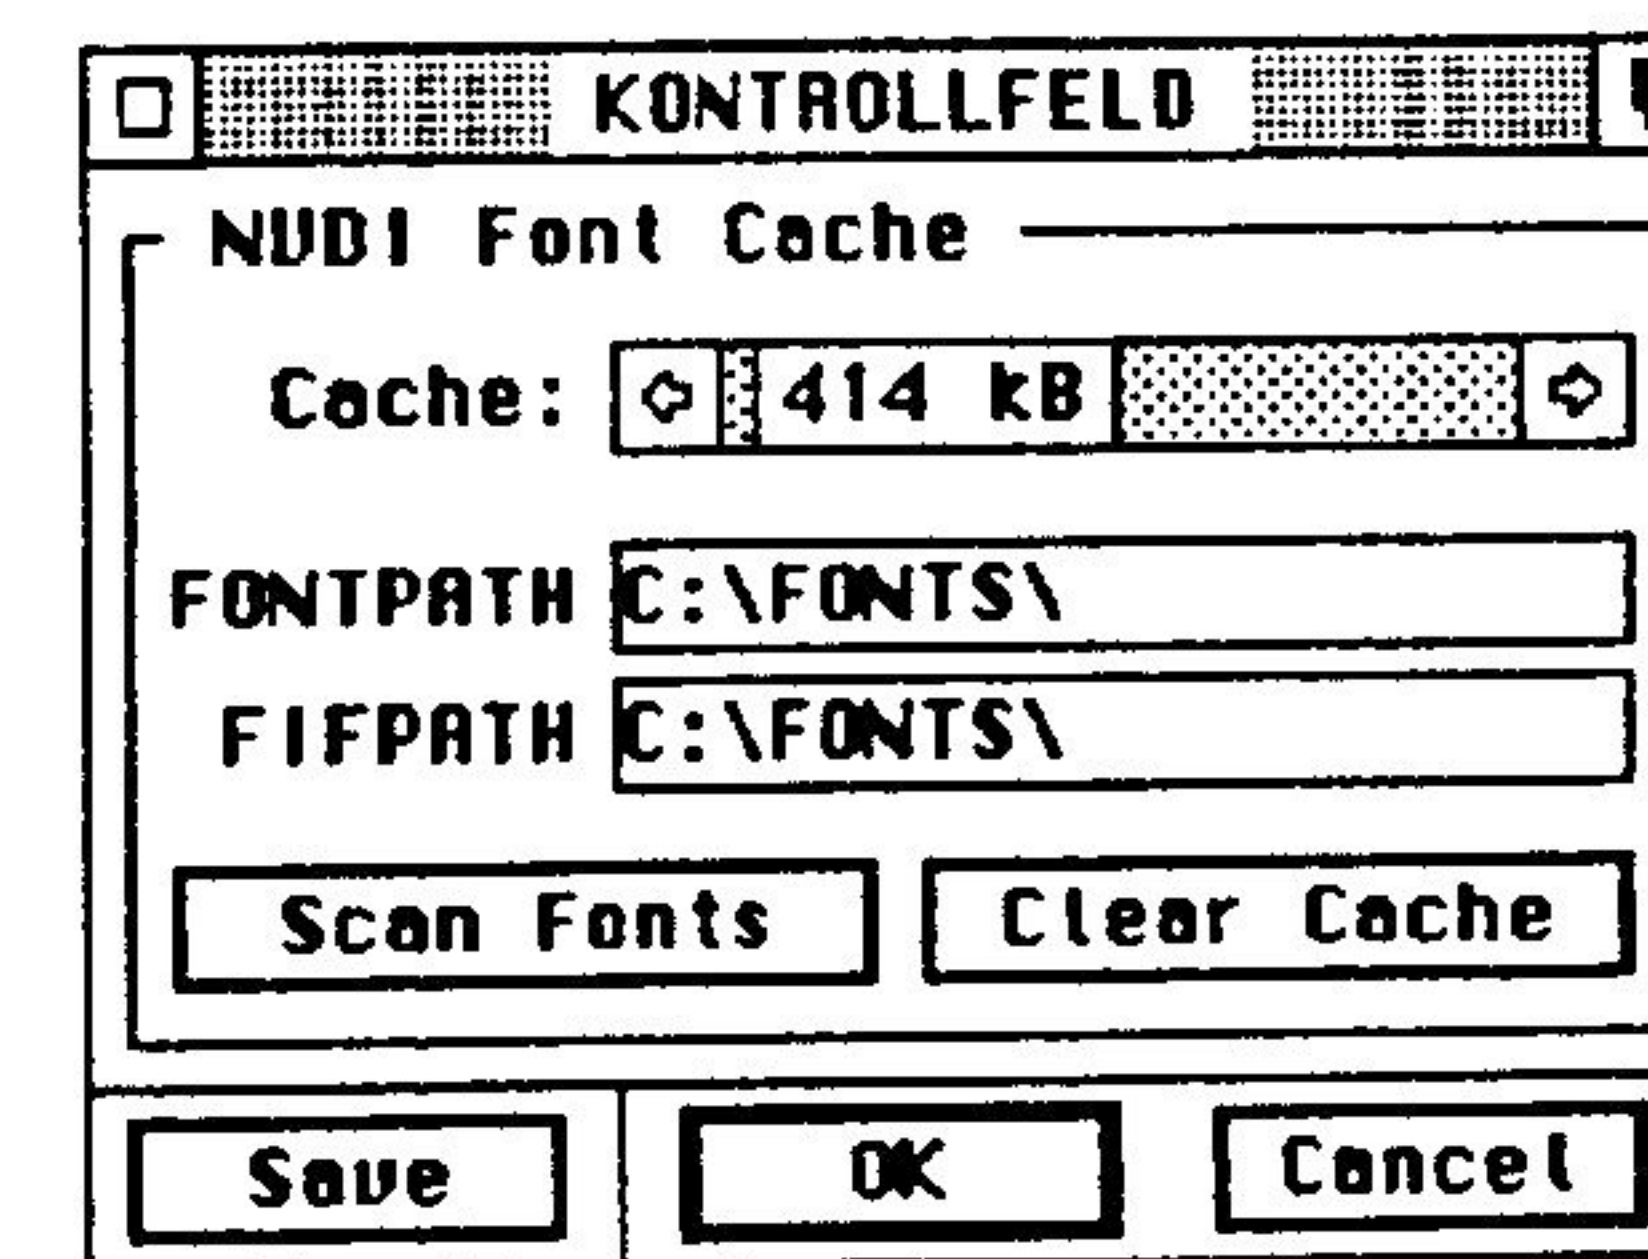 KONTROLLFELD
NVDI Font Cache
Cache: 414 kB
FONTPATH C:\FONTS\
FIFPATH C:\FONTS\
Scan Fonts Clear Cache
Save OK Cancel